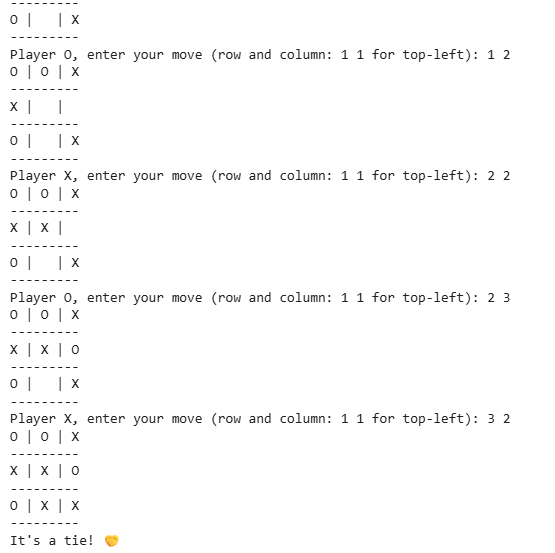 ---------
O |   | X
---------
Player O, enter your move (row and column: 1 1 for top-left): 1 2
O | O | X
---------
X |   |
---------
O |   | X
---------
Player X, enter your move (row and column: 1 1 for top-left): 2 2
O | O | X
---------
X | X |
---------
O |   | X
---------
Player O, enter your move (row and column: 1 1 for top-left): 2 3
O | O | X
---------
X | X | O
---------
O |   | X
---------
Player X, enter your move (row and column: 1 1 for top-left): 3 2
O | O | X
---------
X | X | O
---------
O | X | X
---------
It's a tie! 🤝